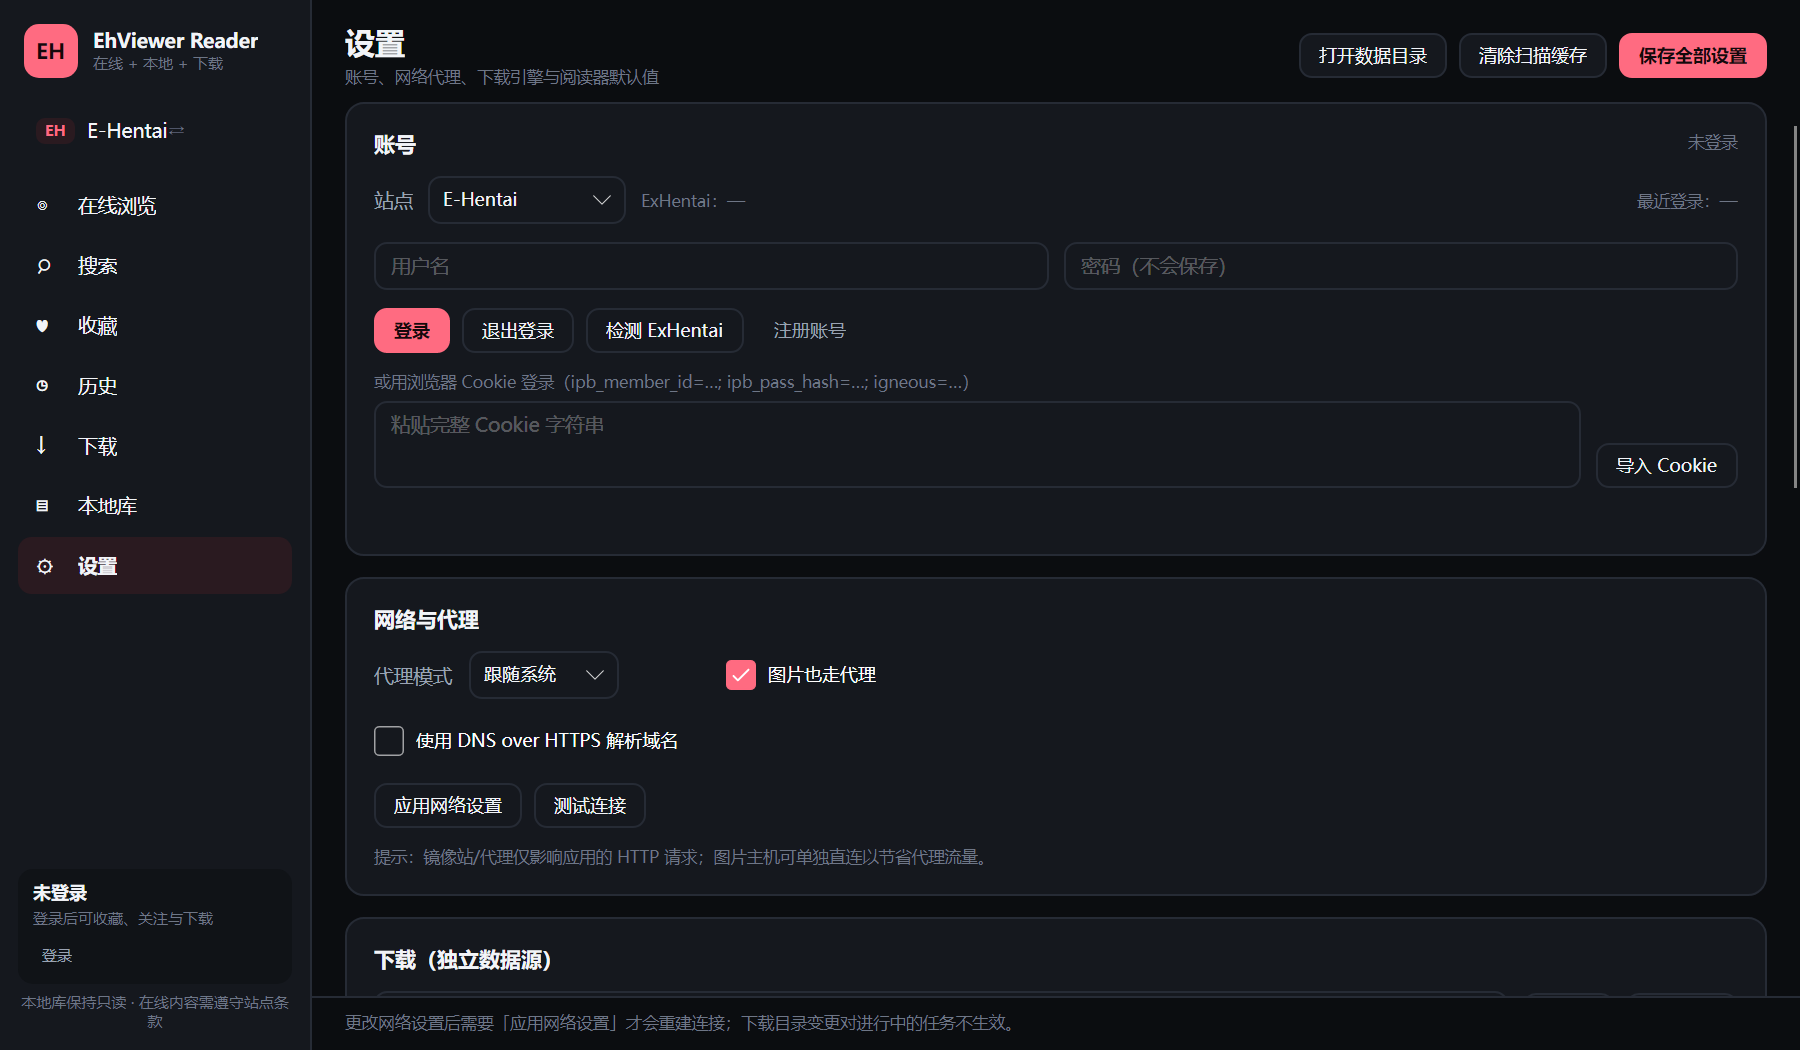 EH
EhViewer Reader
在线 + 本地 + 下载
EH E-Hentai⇄
在线浏览
搜索
收藏
历史
下载
本地库
设置
未登录
登录后可收藏、关注与下载
登录
本地库保持只读 · 在线内容需遵守站点条
款
设置
账号、网络代理、下载引擎与阅读器默认值
打开数据目录 清除扫描缓存 保存全部设置
账号 未登录
站点 E-Hentai ExHentai：— 最近登录：—
用户名 密码（不会保存）
登录 退出登录 检测 ExHentai 注册账号
或用浏览器 Cookie 登录（ipb_member_id=...; ipb_pass_hash=...; igneous=...）
粘贴完整 Cookie 字符串
导入 Cookie
网络与代理
代理模式 跟随系统 图片也走代理
使用 DNS over HTTPS 解析域名
应用网络设置 测试连接
提示：镜像站/代理仅影响应用的 HTTP 请求；图片主机可单独直连以节省代理流量。
下载（独立数据源）
更改网络设置后需要「应用网络设置」才会重建连接；下载目录变更对进行中的任务不生效。